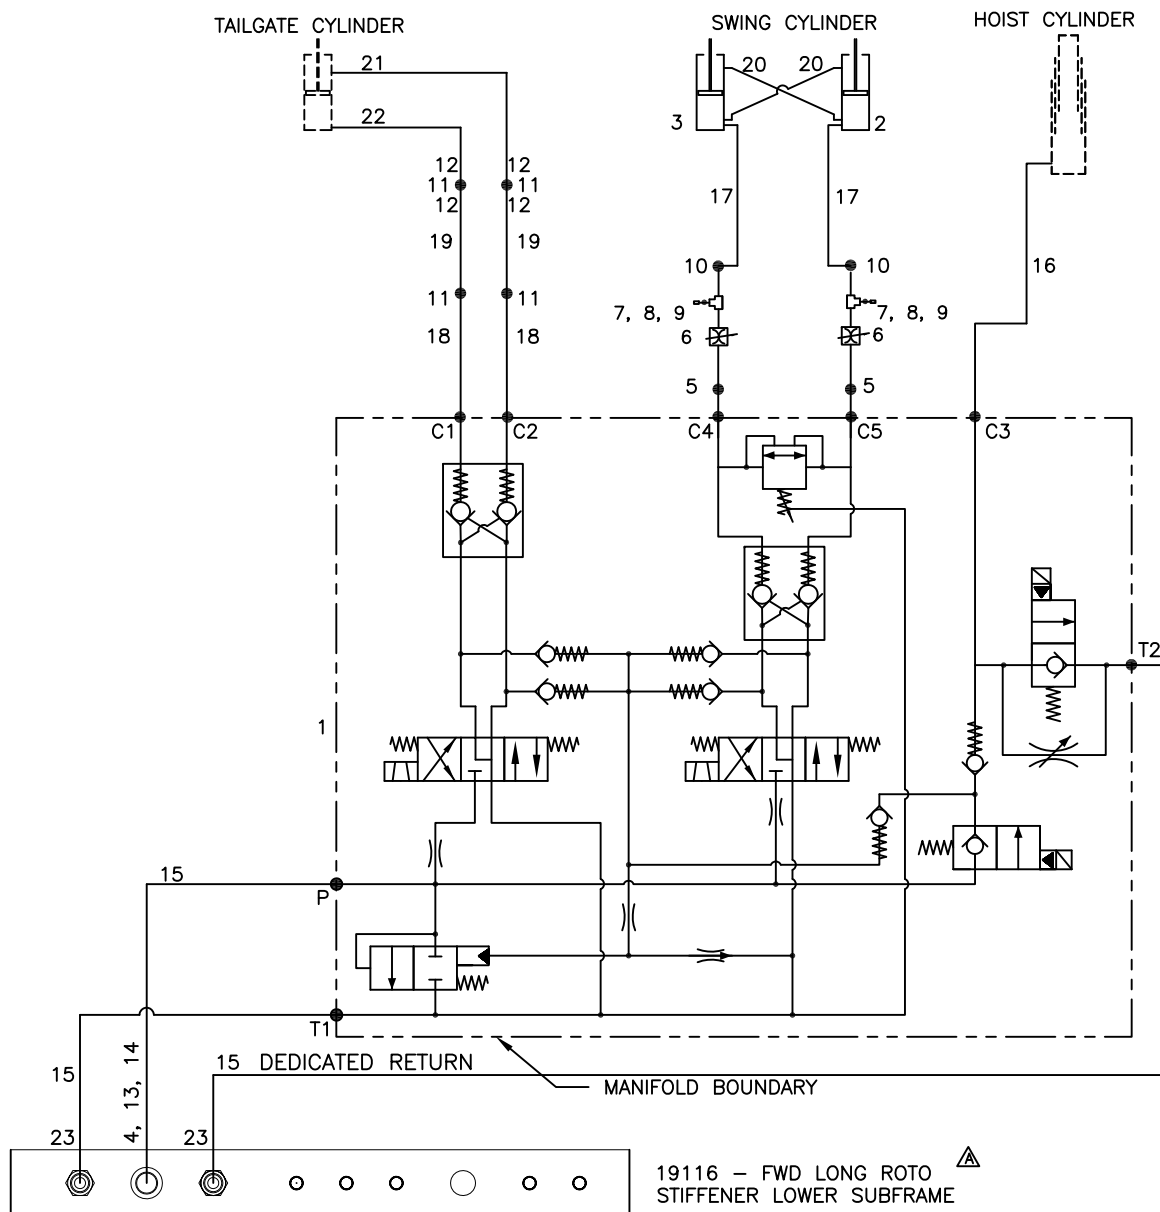 TAILGATE CYLINDER
SWING CYLINDER
HOIST CYLINDER
21
20 20
22
3 2
12 12
11 11
12 12
17 17
19 19
10 10
16
11 11
7, 8, 9 7, 8, 9
18 18
6 6
5 5
C1 C2 C4 C5 C3
T2
1
15
P
T1
15 DEDICATED RETURN
15
4, 13, 14
MANIFOLD BOUNDARY
23 23
A
19116 - FWD LONG ROTO
STIFFENER LOWER SUBFRAME